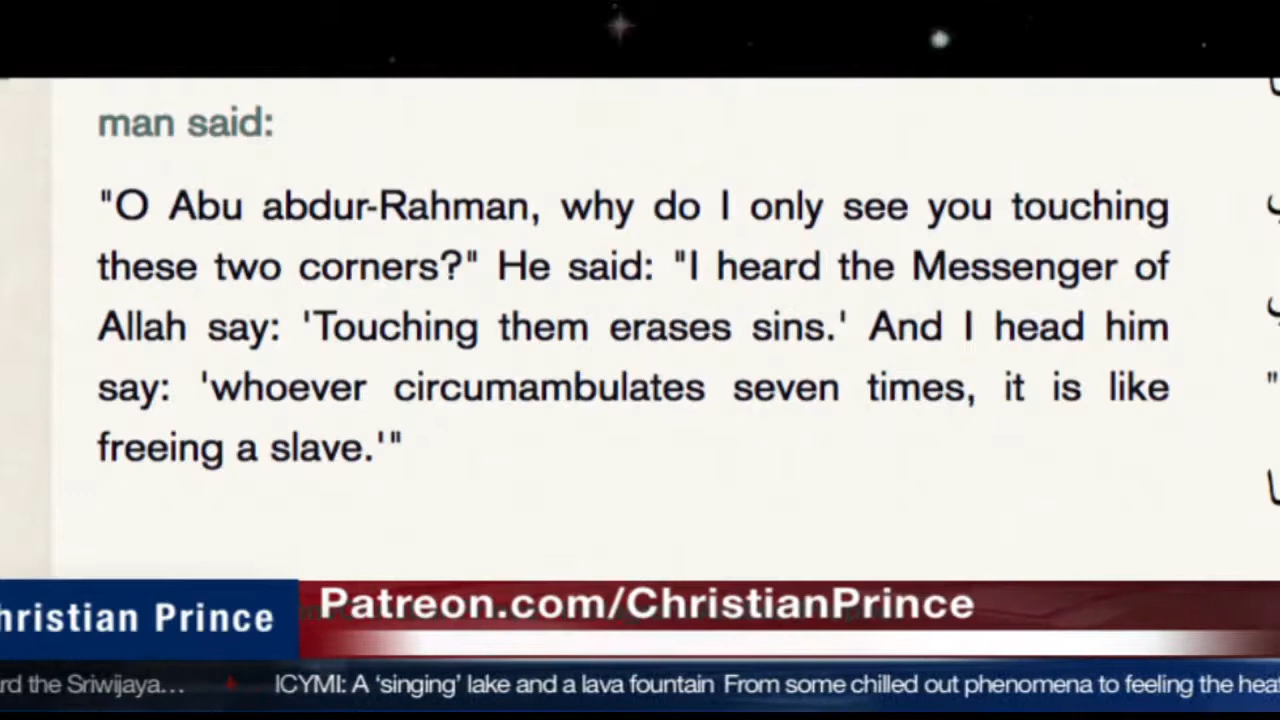 man said:
"O Abu abdur-Rahman, why do I only see you touching
these two corners?" He said: "I heard the Messenger of
Allah say: 'Touching them erases sins.' And I head him
say: 'whoever circumambulates seven times, it is like
freeing a slave.'"
hristian Prince
Patreon.com/ChristianPrince
rd the Sriwijaya...
ICYMI: A 'singing' lake and a lava fountain From some chilled out phenomena to feeling the hea